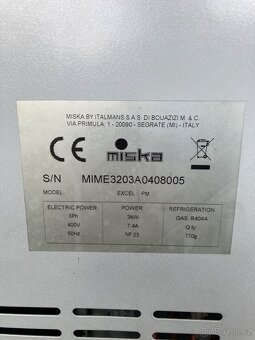 MISKA BY ITALMANS S.A.S. DI BOUAZIZI M. & C.
VIA PRIMULA, 1 - 20090 - SEGRATE (MI) - ITALY
CE miska
S/N MIME3203A0408005
MODEL EXCEL PM
ELECTRIC POWER POWER REFRIGERATION
3Ph 3kW GAS: R404A
400V 7.4A Q.ty
50Hz IP 23 770g